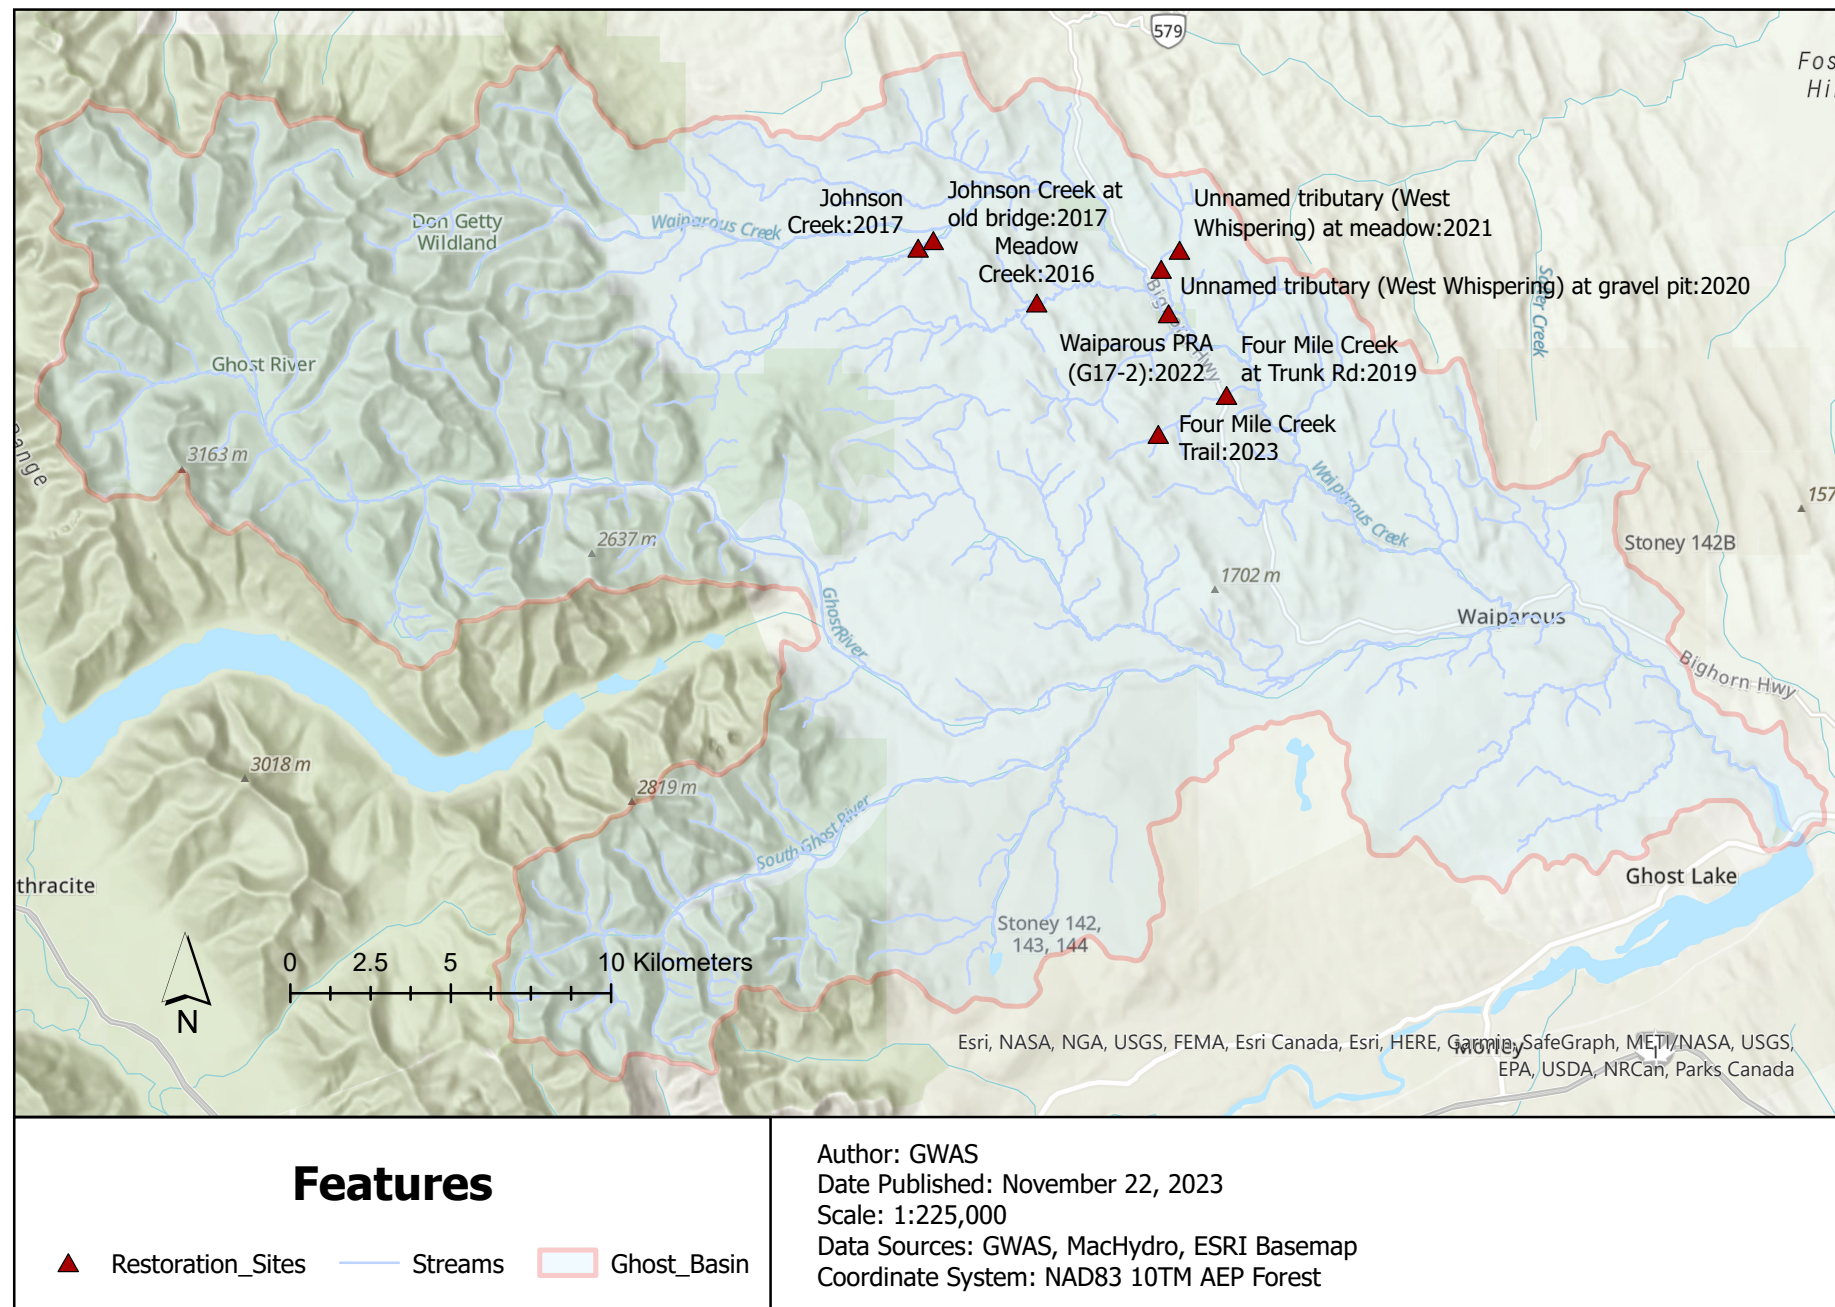 579
Fos
Hi
Johnson
Creek:2017
Johnson Creek at
old bridge:2017
Meadow
Creek:2016
Unnamed tributary (West
Whispering) at meadow:2021
Unnamed tributary (West Whispering) at gravel pit:2020
Don Getty
Wildland
Waiparous Creek
Ghost River
Waiparous PRA
(G17-2):2022
Four Mile Creek
at Trunk Rd:2019
Four Mile Creek
Trail:2023
Hwy
Creek
Range
3163 m
2637 m
Waiparous Creek
157
Stoney 142B
1702 m
Ghost River
Waiparous
Bighorn Hwy
3018 m
2819 m
South Ghost River
thracite
Ghost Lake
Stoney 142,
143, 144
0 2.5 5 10 Kilometers
N
Morley
1
Esri, NASA, NGA, USGS, FEMA, Esri Canada, Esri, HERE, Garmin, SafeGraph, METI/NASA, USGS,
EPA, USDA, NRCan, Parks Canada
Features
Restoration_Sites
Streams
Ghost_Basin
Author: GWAS
Date Published: November 22, 2023
Scale: 1:225,000
Data Sources: GWAS, MacHydro, ESRI Basemap
Coordinate System: NAD83 10TM AEP Forest